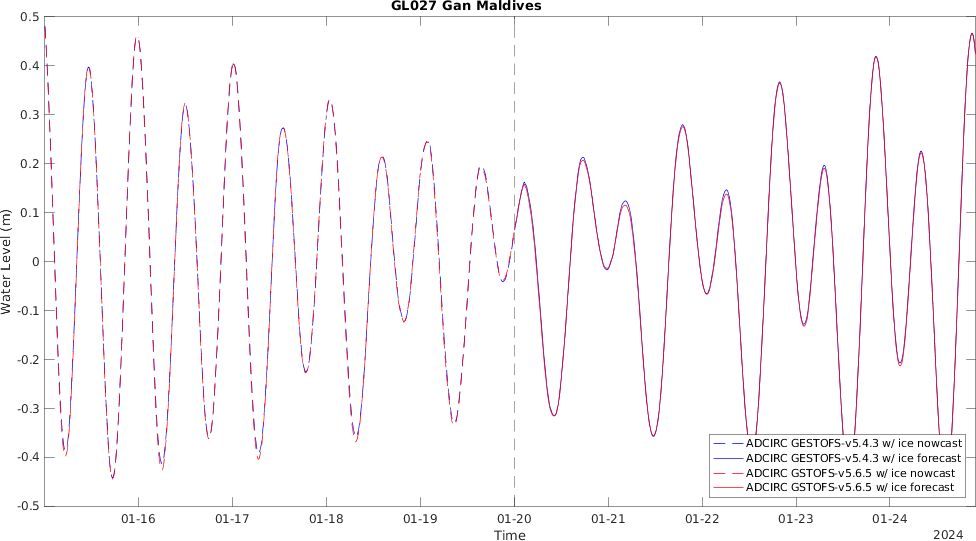 GL027 Gan Maldives
0.5
0.4
0.3
0.2
0.1
0
-0.1
-0.2
-0.3
-0.4
-0.5
Water Level (m)
ADCIRC GESTOFS-v5.4.3 w/ ice nowcast
ADCIRC GESTOFS-v5.4.3 w/ ice forecast
ADCIRC GSTOFS-v5.6.5 w/ ice nowcast
ADCIRC GSTOFS-v5.6.5 w/ ice forecast
01-16 01-17 01-18 01-19 01-20 01-21 01-22 01-23 01-24
Time
2024